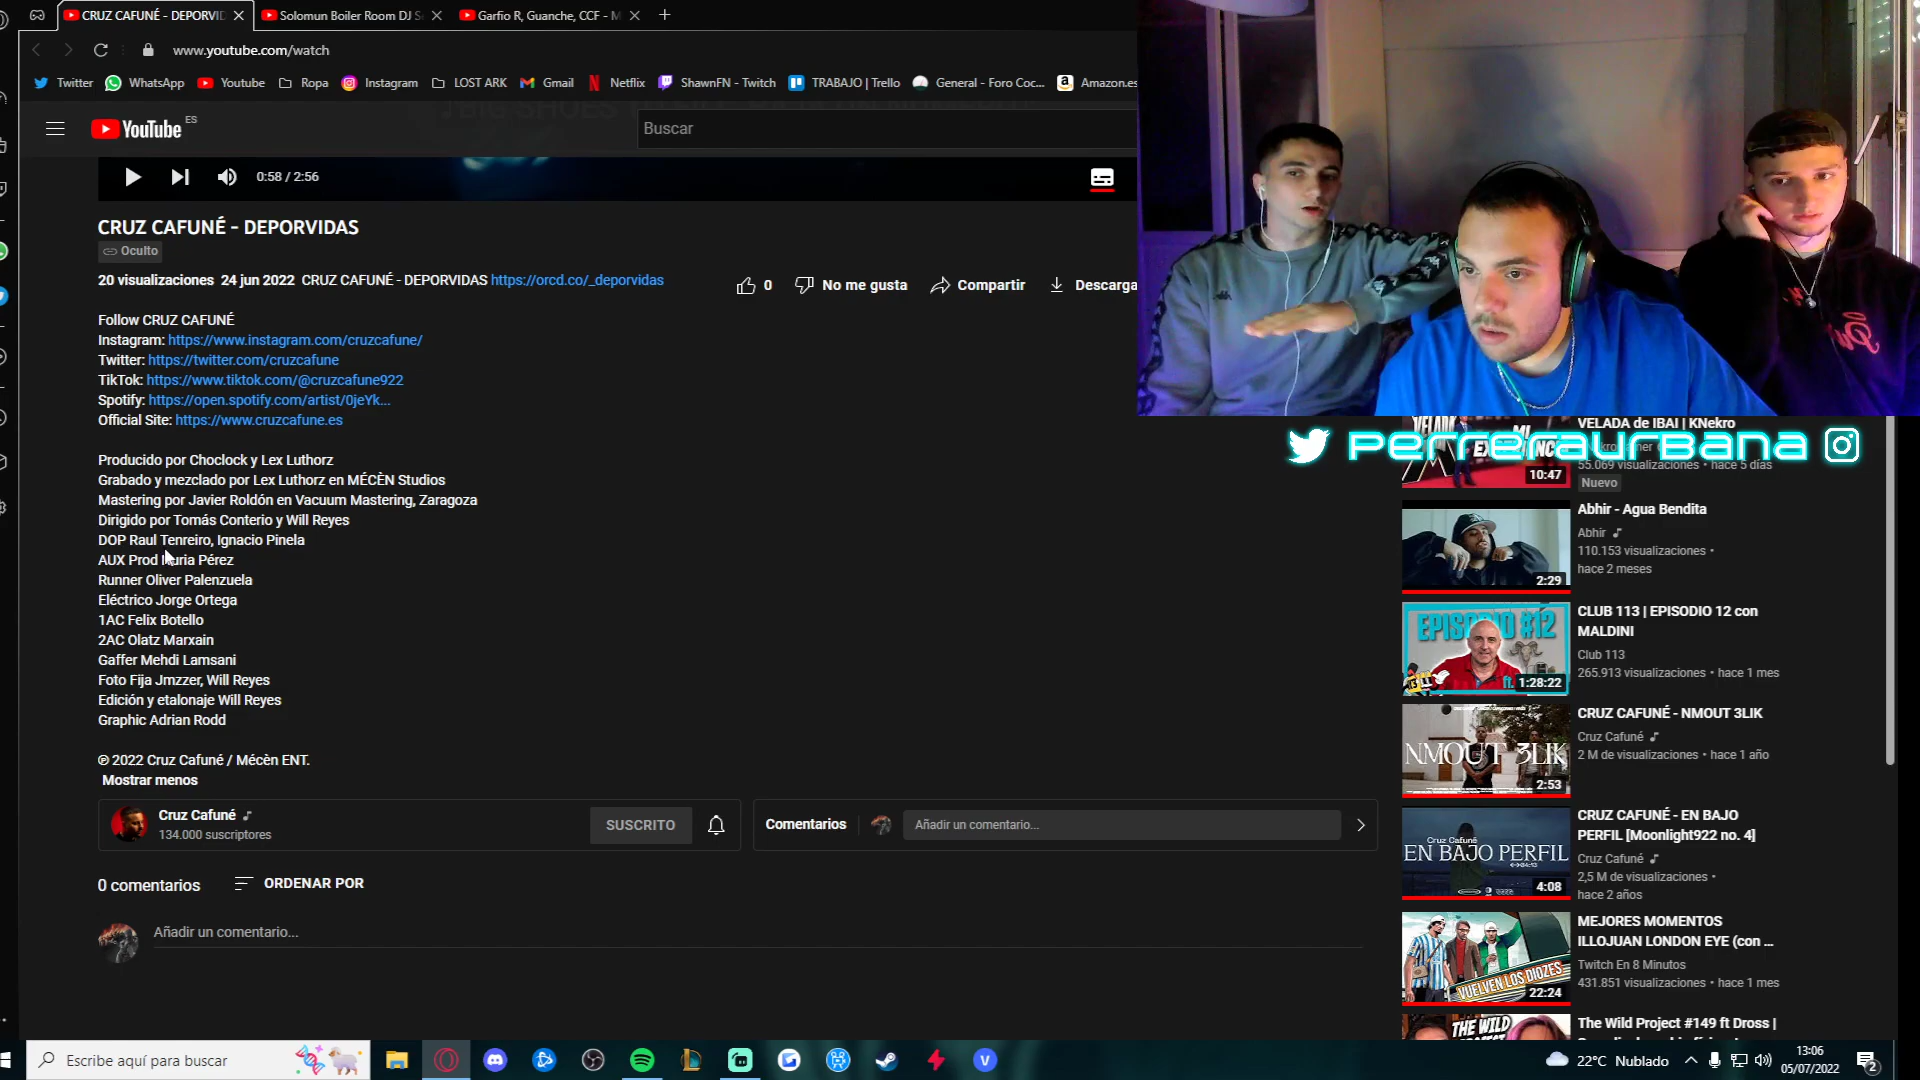 CRUZ CAFUNÉ - DEPORVID
Solomun Boiler Room DJ S
Garfio R, Guanche, CCF - M
www.youtube.com/watch
Twitter
WhatsApp
Youtube
Ropa
Instagram
LOST ARK
Gmail
Netflix
ShawnFN - Twitch
TRABAJO | Trello
General - Foro Coc...
Amazon.es
YouTube ES
Buscar
0:58 / 2:56
CRUZ CAFUNÉ - DEPORVIDAS
Oculto
20 visualizaciones 24 jun 2022 CRUZ CAFUNÉ - DEPORVIDAS https://orcd.co/_deporvidas
0
No me gusta
Compartir
Descarga
Follow CRUZ CAFUNÉ
Instagram: https://www.instagram.com/cruzcafune/
Twitter: https://twitter.com/cruzcafune
TikTok: https://www.tiktok.com/@cruzcafune922
Spotify: https://open.spotify.com/artist/0jeYk...
Official Site: https://www.cruzcafune.es
Producido por Choclock y Lex Luthorz
Grabado y mezclado por Lex Luthorz en MÉCÈN Studios
Mastering por Javier Roldón en Vacuum Mastering, Zaragoza
Dirigido por Tomás Conterio y Will Reyes
DOP Raul Tenreiro, Ignacio Pinela
AUX Prod Nuria Pérez
Runner Oliver Palenzuela
Eléctrico Jorge Ortega
1AC Felix Botello
2AC Olatz Marxain
Gaffer Mehdi Lamsani
Foto Fija Jmzzer, Will Reyes
Edición y etalonaje Will Reyes
Graphic Adrian Rodd
℗ 2022 Cruz Cafuné / Mécèn ENT.
Mostrar menos
Cruz Cafuné
134.000 suscriptores
SUSCRITO
Comentarios
Añadir un comentario...
0 comentarios
ORDENAR POR
Añadir un comentario...
perreraurbana
VELADA de IBAI | KNekro
55.069 visualizaciones • hace 5 días
Nuevo
10:47
Abhir - Agua Bendita
Abhir
110.153 visualizaciones •
hace 2 meses
2:29
EPISODIO #12
1:28:22
CLUB 113 | EPISODIO 12 con
MALDINI
Club 113
265.913 visualizaciones • hace 1 mes
NMOUT 3LIK
2:53
CRUZ CAFUNÉ - NMOUT 3LIK
Cruz Cafuné
2 M de visualizaciones • hace 1 año
Cruz Cafuné
EN BAJO PERFIL
4:08
CRUZ CAFUNÉ - EN BAJO
PERFIL [Moonlight922 no. 4]
Cruz Cafuné
2,5 M de visualizaciones •
hace 2 años
VUELVEN LOS DIOZES
22:24
MEJORES MOMENTOS
ILLOJUAN LONDON EYE (con ...
Twitch En 8 Minutos
431.851 visualizaciones • hace 1 mes
THE WILD
The Wild Project #149 ft Dross |
Escribe aquí para buscar
22°C Nublado
13:06
05/07/2022
2